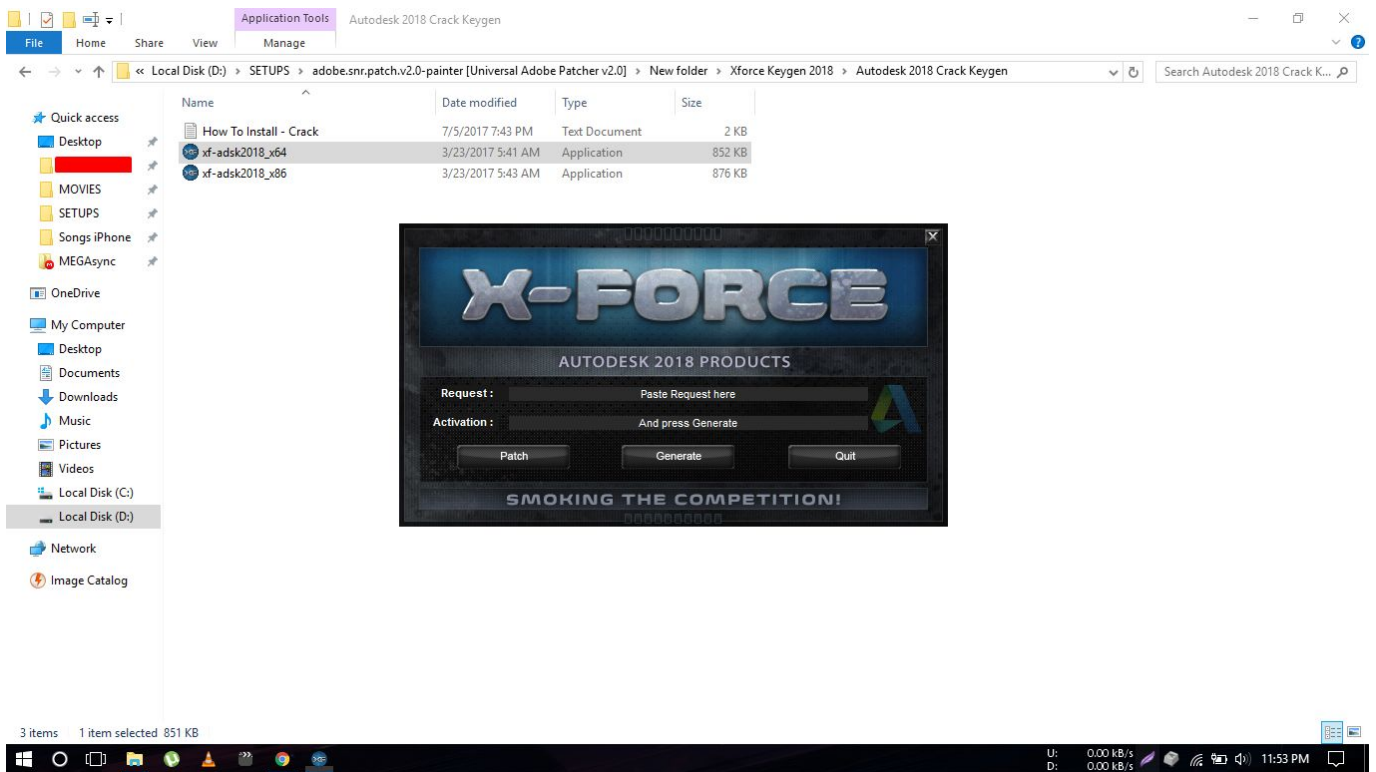 Application Tools
Autodesk 2018 Crack Keygen
File
Home
Share
View
Manage
« Local Disk (D:) > SETUPS > adobe.snr.patch.v2.0-painter [Universal Adobe Patcher v2.0] > New folder > Xforce Keygen 2018 > Autodesk 2018 Crack Keygen
Search Autodesk 2018 Crack K...
Name
Date modified
Type
Size
How To Install - Crack
7/5/2017 7:43 PM
Text Document
2 KB
xf-adsk2018_x64
3/23/2017 5:41 AM
Application
852 KB
xf-adsk2018_x86
3/23/2017 5:43 AM
Application
876 KB
Quick access
Desktop
MOVIES
SETUPS
Songs iPhone
MEGAsync
OneDrive
My Computer
Desktop
Documents
Downloads
Music
Pictures
Videos
Local Disk (C:)
Local Disk (D:)
Network
Image Catalog
X-FORCE
AUTODESK 2018 PRODUCTS
Request :
Paste Request here
Activation :
And press Generate
Patch
Generate
Quit
SMOKING THE COMPETITION!
3 items
1 item selected 851 KB
U: 0.00 kB/s
D: 0.00 kB/s
11:53 PM